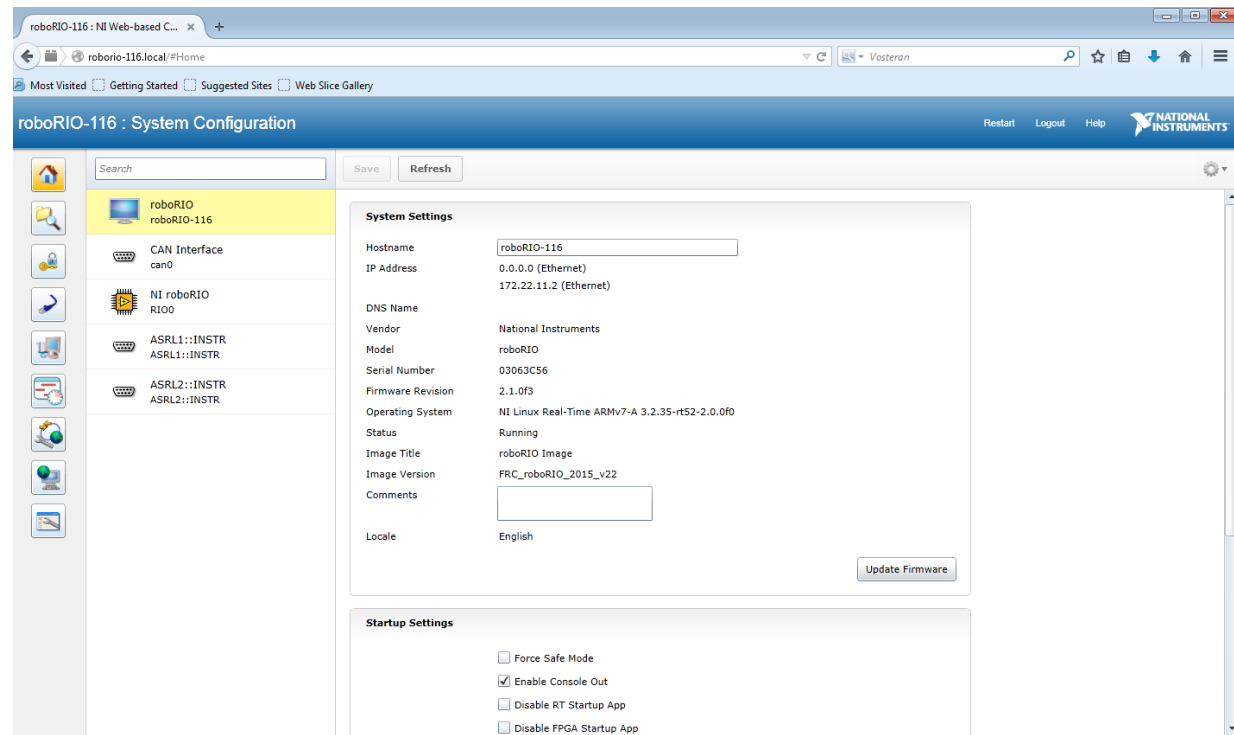 roboRIO-116 : NI Web-based C...
roborio-116.local/#Home
Vosteran
Most Visited Getting Started Suggested Sites Web Slice Gallery
roboRIO-116 : System Configuration
Restart Logout Help
NATIONAL
INSTRUMENTS
Search
Save Refresh
roboRIO
roboRIO-116
CAN Interface
can0
NI roboRIO
RIO0
ASRL1::INSTR
ASRL1::INSTR
ASRL2::INSTR
ASRL2::INSTR
System Settings
Hostname roboRIO-116
IP Address 0.0.0.0 (Ethernet)
172.22.11.2 (Ethernet)
DNS Name
Vendor National Instruments
Model roboRIO
Serial Number 03063C56
Firmware Revision 2.1.0f3
Operating System NI Linux Real-Time ARMv7-A 3.2.35-rt52-2.0.0f0
Status Running
Image Title roboRIO Image
Image Version FRC_roboRIO_2015_v22
Comments
Locale English
Update Firmware
Startup Settings
Force Safe Mode
Enable Console Out
Disable RT Startup App
Disable FPGA Startup App